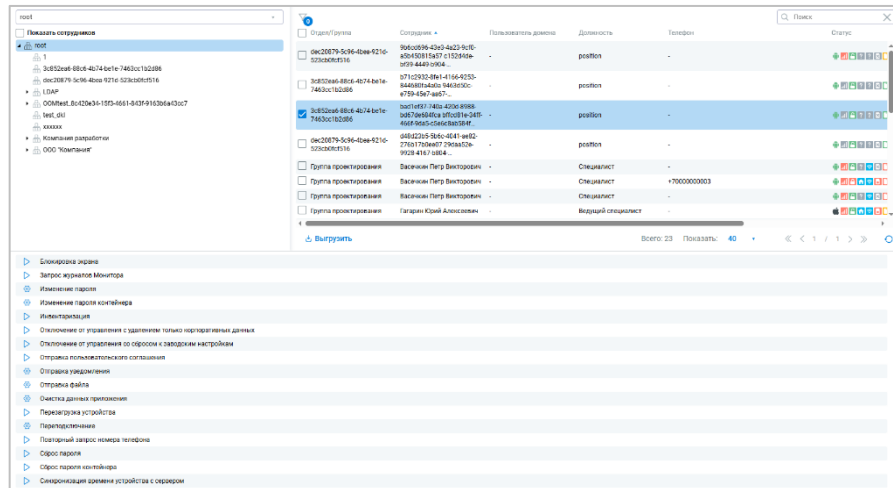 root
Поиск
Показать сотрудников
root
1
3c852ea6-88c6-4b74-be1e-7463cc1b2d86
dec20879-5c96-4bea-921d-523cb0fcf516
LDAP
test_dkl
xxxxxx
Компания разработки
ООО "Компания"
0
Отдел/Группа Сотрудник Пользователь домена Должность Телефон Статус
dec20879-5c96-4bea-921d-523cb0fcf516 - position -
3c852ea6-88c6-4b74-be1e-7463cc1b2d86 - position -
3c852ea6-88c6-4b74-be1e-7463cc1b2d86 - position -
dec20879-5c96-4bea-921d-523cb0fcf516 - position -
Группа проектирования Васечкин Петр Викторович - Специалист -
Группа проектирования Васечкин Петр Викторович - Специалист +70000000003
Группа проектирования Васечкин Петр Викторович - Специалист -
Группа проектирования Гагарин Юрий Алексеевич - Ведущий специалист -
Выгрузить
Всего: 23 Показать: 40
1 / 1
Блокировка экрана
Запрос журналов Монитора
Изменение пароля
Изменение пароля контейнера
Инвентаризация
Отключение от управления с удалением только корпоративных данных
Отключение от управления со сбросом к заводским настройкам
Отправка пользовательского соглашения
Отправка уведомления
Отправка файла
Очистка данных приложения
Перезагрузка устройства
Переподключение
Повторный запрос номера телефона
Сброс пароля
Сброс пароля контейнера
Синхронизация времени устройства с сервером